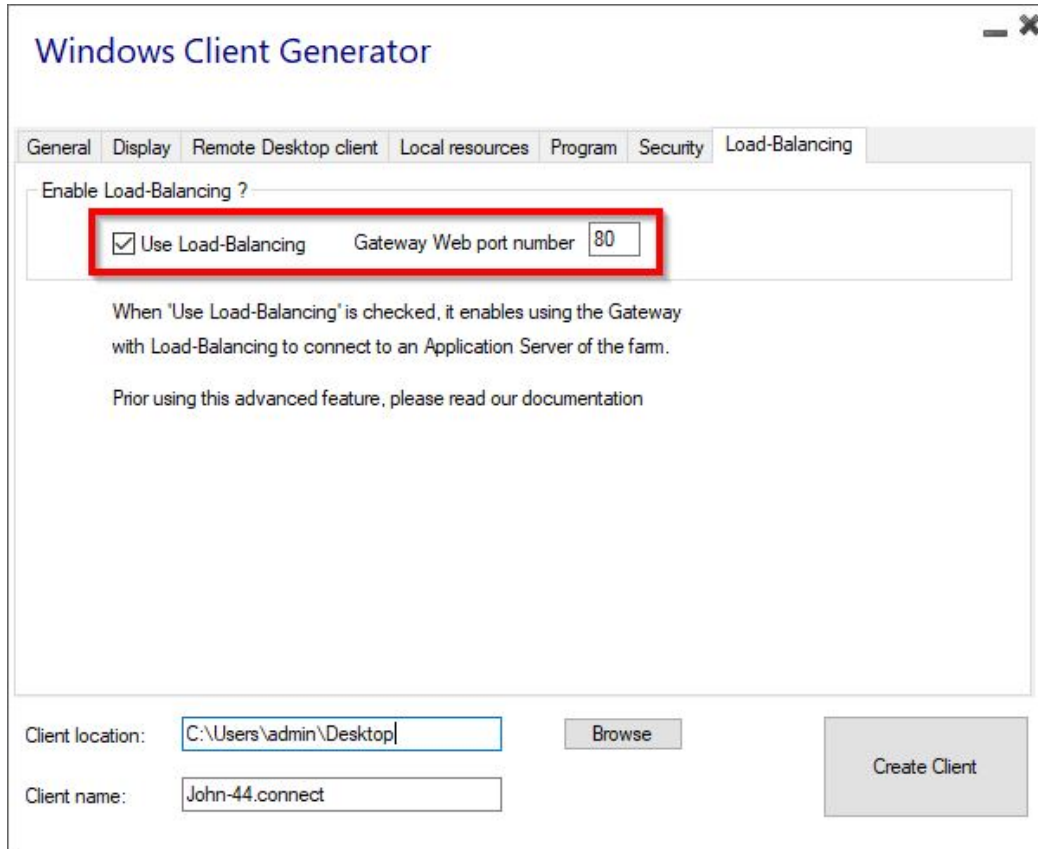 Windows Client Generator
General Display Remote Desktop client Local resources Program Security Load-Balancing
Enable Load-Balancing ?
Use Load-Balancing Gateway Web port number 80
When "Use Load-Balancing" is checked, it enables using the Gateway
with Load-Balancing to connect to an Application Server of the farm.
Prior using this advanced feature, please read our documentation
Client location: C:\Users\admin\Desktop Browse
Create Client
Client name: John-44.connect